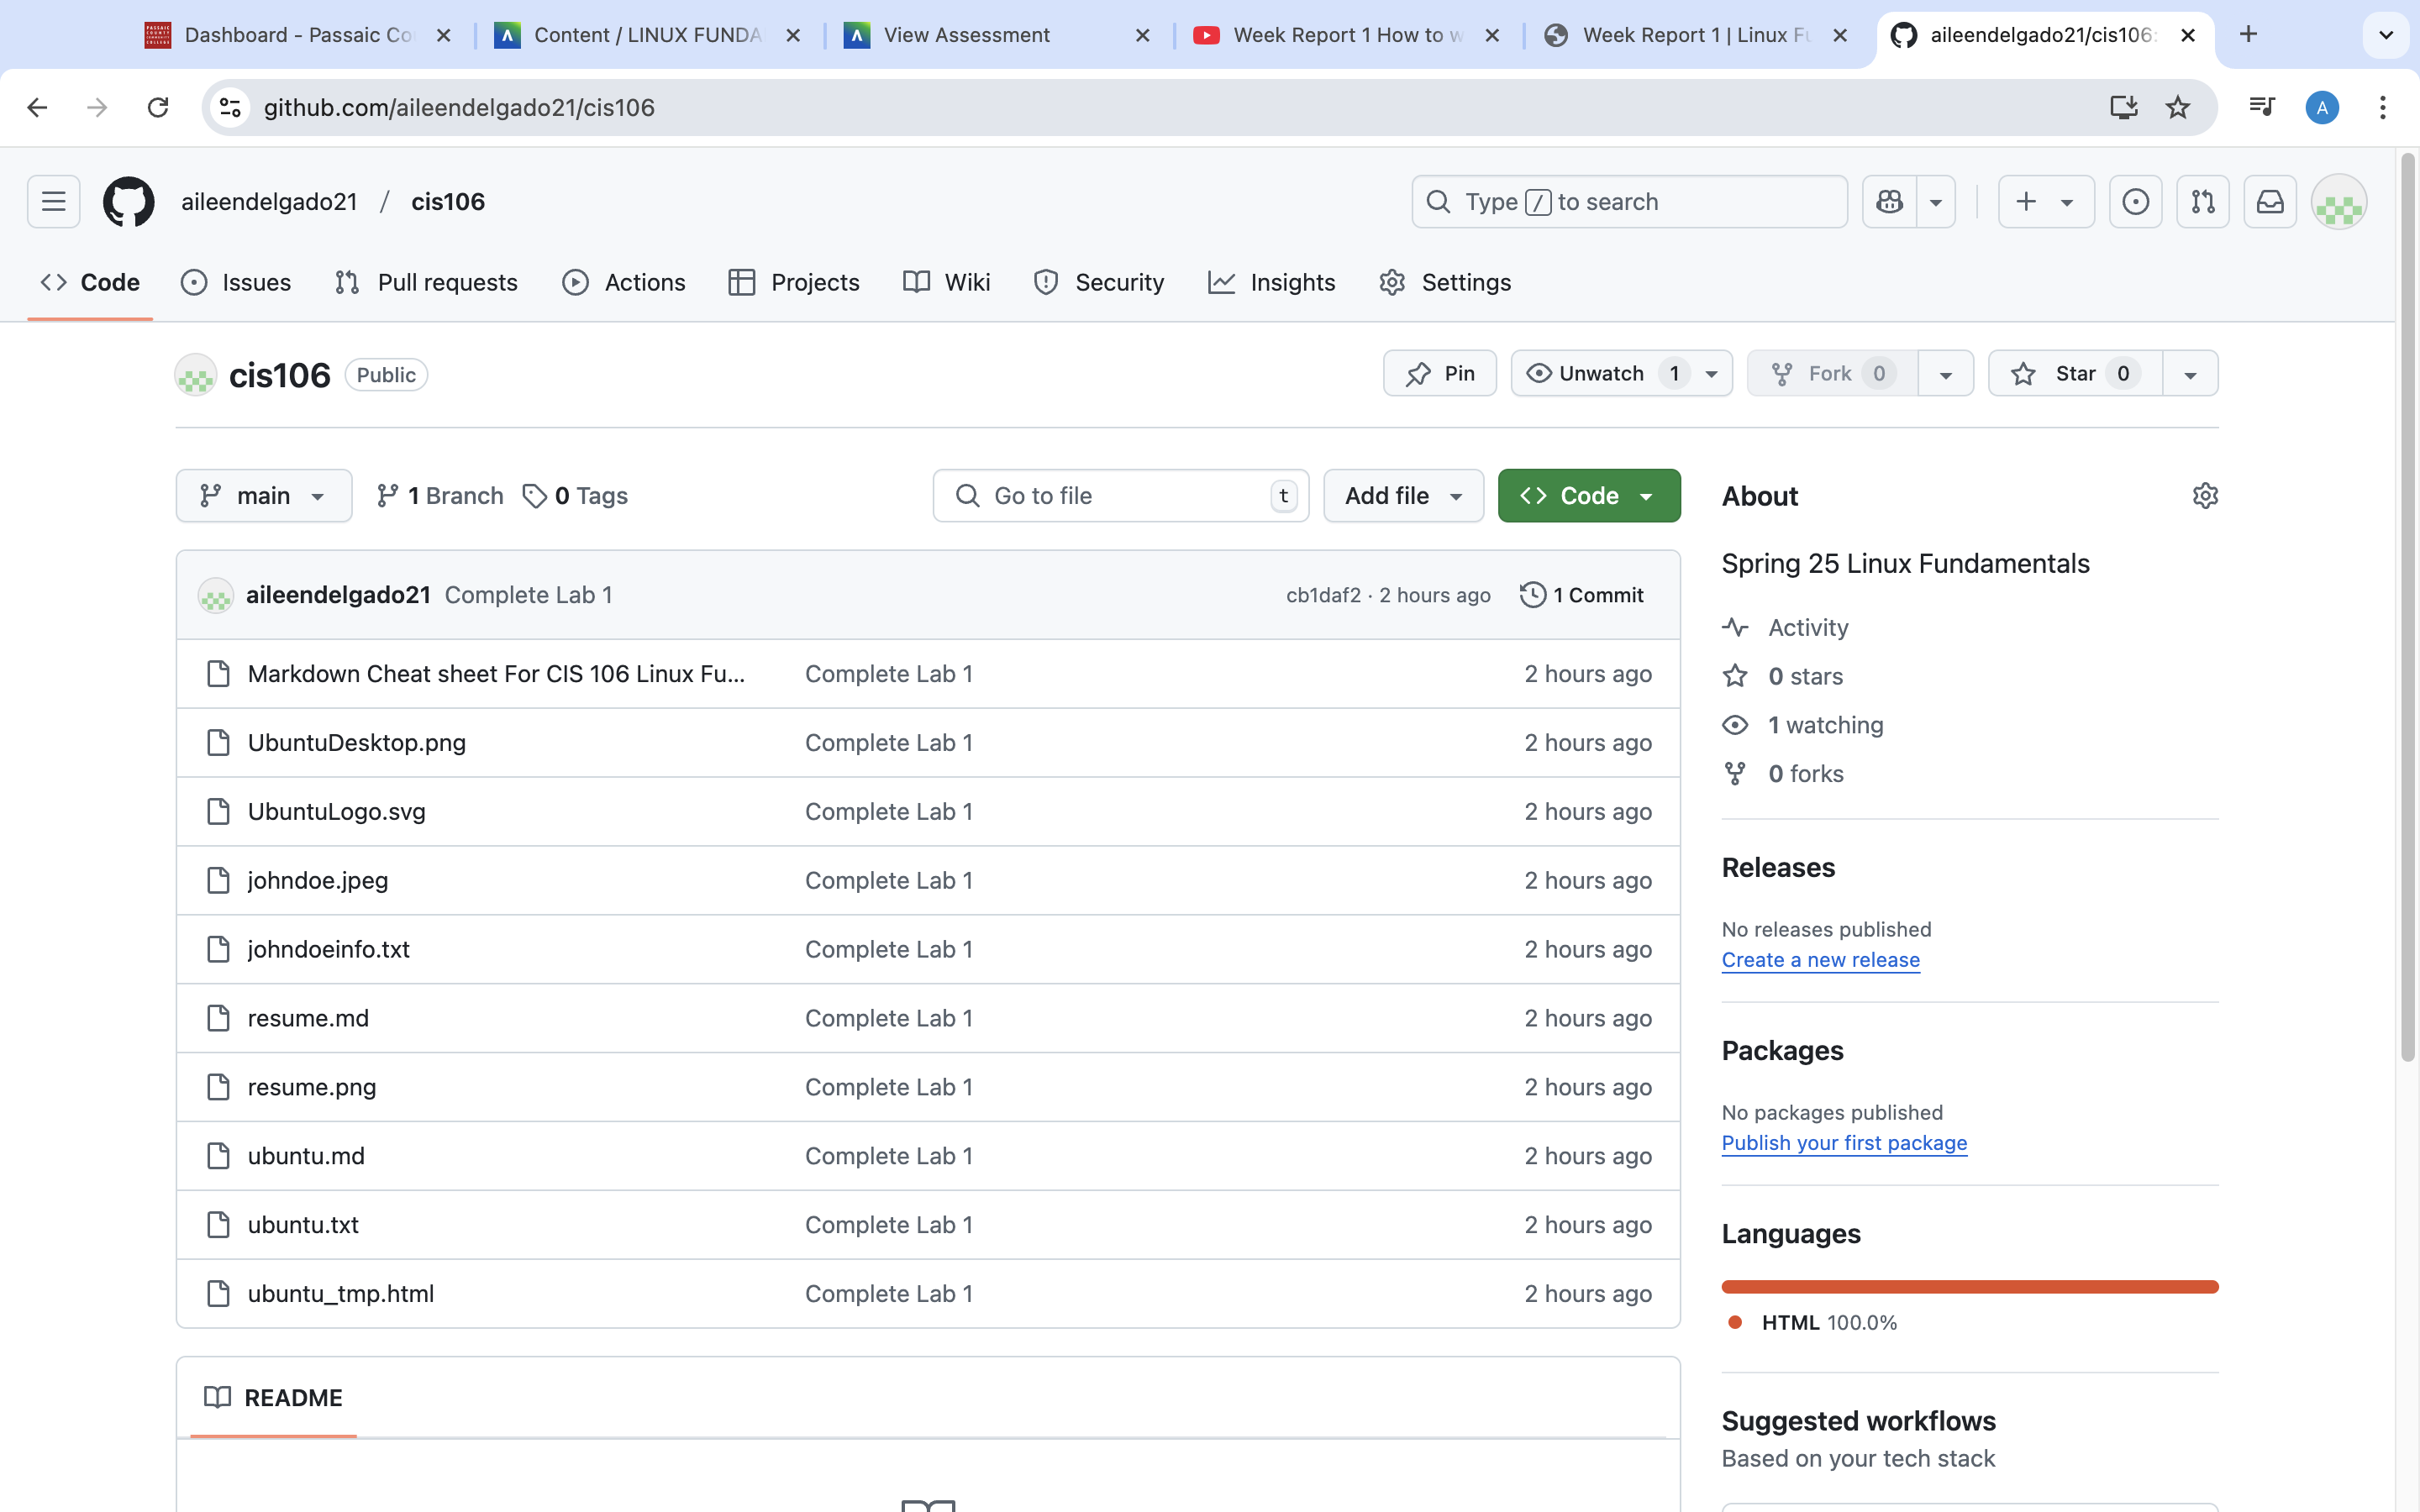 Dashboard - Passaic Co
Content / LINUX FUNDA
View Assessment
Week Report 1 How to w
Week Report 1 | Linux Fu
aileendelgado21/cis106:
github.com/aileendelgado21/cis106
A
aileendelgado21 / cis106
Type / to search
Code
Issues
Pull requests
Actions
Projects
Wiki
Security
Insights
Settings
cis106 Public
Pin
Unwatch 1
Fork 0
Star 0
main
1 Branch
0 Tags
Go to file t
Add file
Code
aileendelgado21 Complete Lab 1 cb1daf2 · 2 hours ago 1 Commit
Markdown Cheat sheet For CIS 106 Linux Fu... Complete Lab 1 2 hours ago
UbuntuDesktop.png Complete Lab 1 2 hours ago
UbuntuLogo.svg Complete Lab 1 2 hours ago
johndoe.jpeg Complete Lab 1 2 hours ago
johndoeinfo.txt Complete Lab 1 2 hours ago
resume.md Complete Lab 1 2 hours ago
resume.png Complete Lab 1 2 hours ago
ubuntu.md Complete Lab 1 2 hours ago
ubuntu.txt Complete Lab 1 2 hours ago
ubuntu_tmp.html Complete Lab 1 2 hours ago
README
About
Spring 25 Linux Fundamentals
Activity
0 stars
1 watching
0 forks
Releases
No releases published
Create a new release
Packages
No packages published
Publish your first package
Languages
HTML 100.0%
Suggested workflows
Based on your tech stack